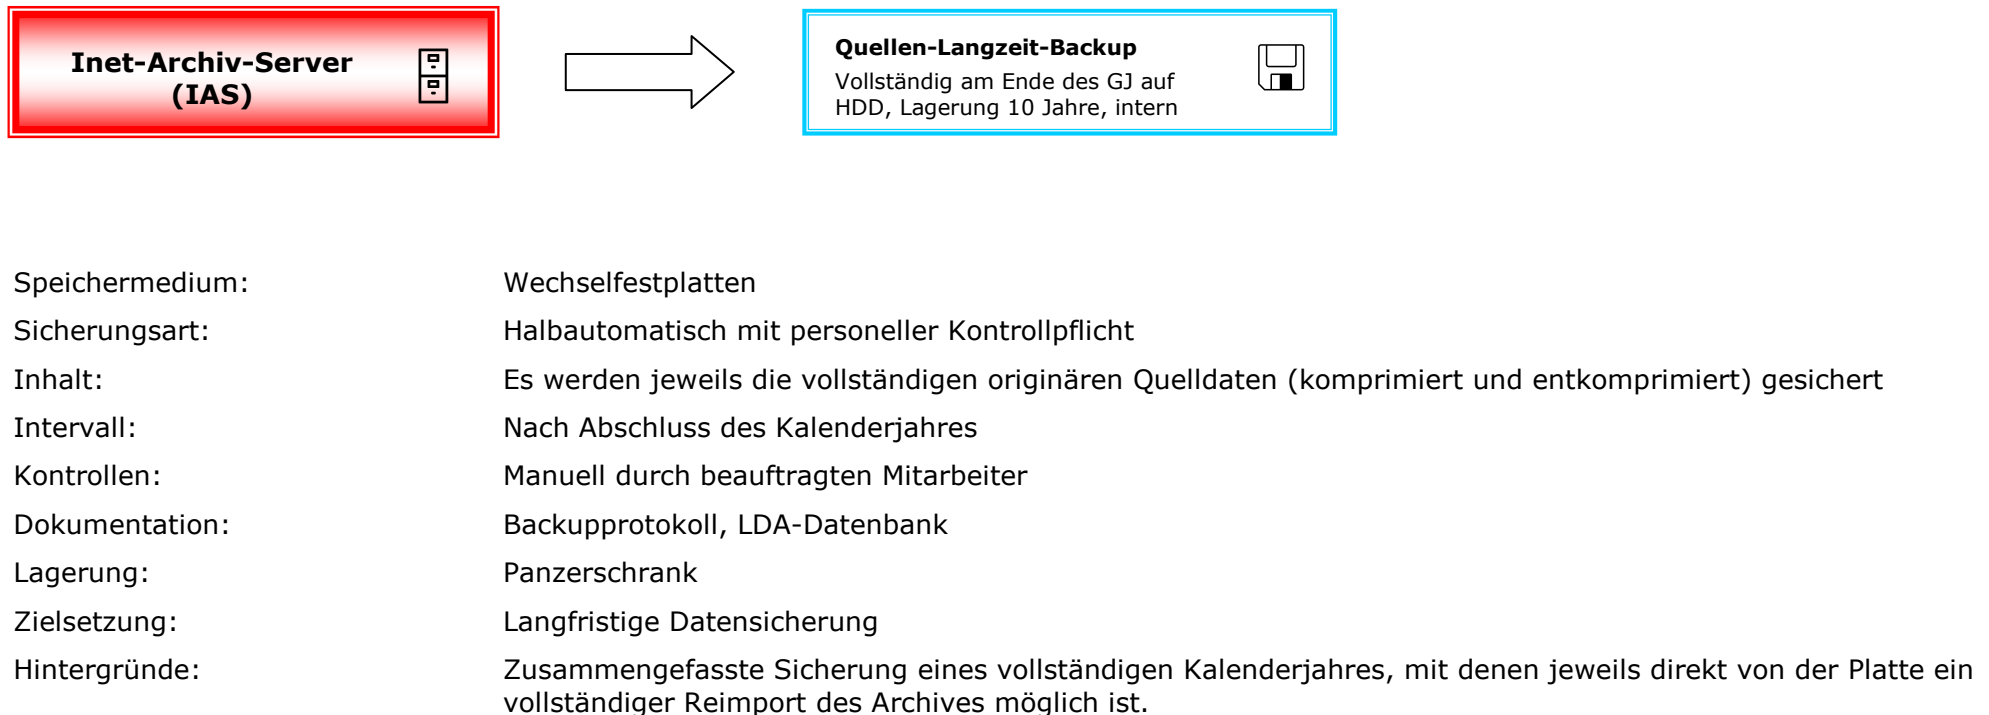 Inet-Archiv-Server
(IAS)
Quellen-Langzeit-Backup
Vollständig am Ende des GJ auf
HDD, Lagerung 10 Jahre, intern
Speichermedium: Wechselfestplatten
Sicherungsart: Halbautomatisch mit personeller Kontrollpflicht
Inhalt: Es werden jeweils die vollständigen originären Quelldaten (komprimiert und entkomprimiert) gesichert
Intervall: Nach Abschluss des Kalenderjahres
Kontrollen: Manuell durch beauftragten Mitarbeiter
Dokumentation: Backupprotokoll, LDA-Datenbank
Lagerung: Panzerschrank
Zielsetzung: Langfristige Datensicherung
Hintergründe: Zusammengefasste Sicherung eines vollständigen Kalenderjahres, mit denen jeweils direkt von der Platte ein
vollständiger Reimport des Archives möglich ist.